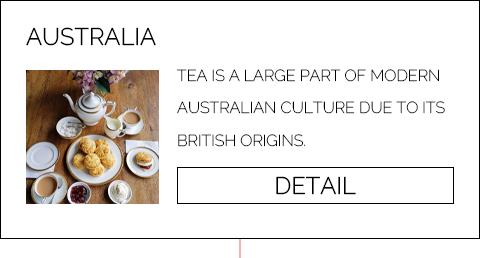 AUSTRALIA
TEA IS A LARGE PART OF MODERN
AUSTRALIAN CULTURE DUE TO ITS
BRITISH ORIGINS.
DETAIL